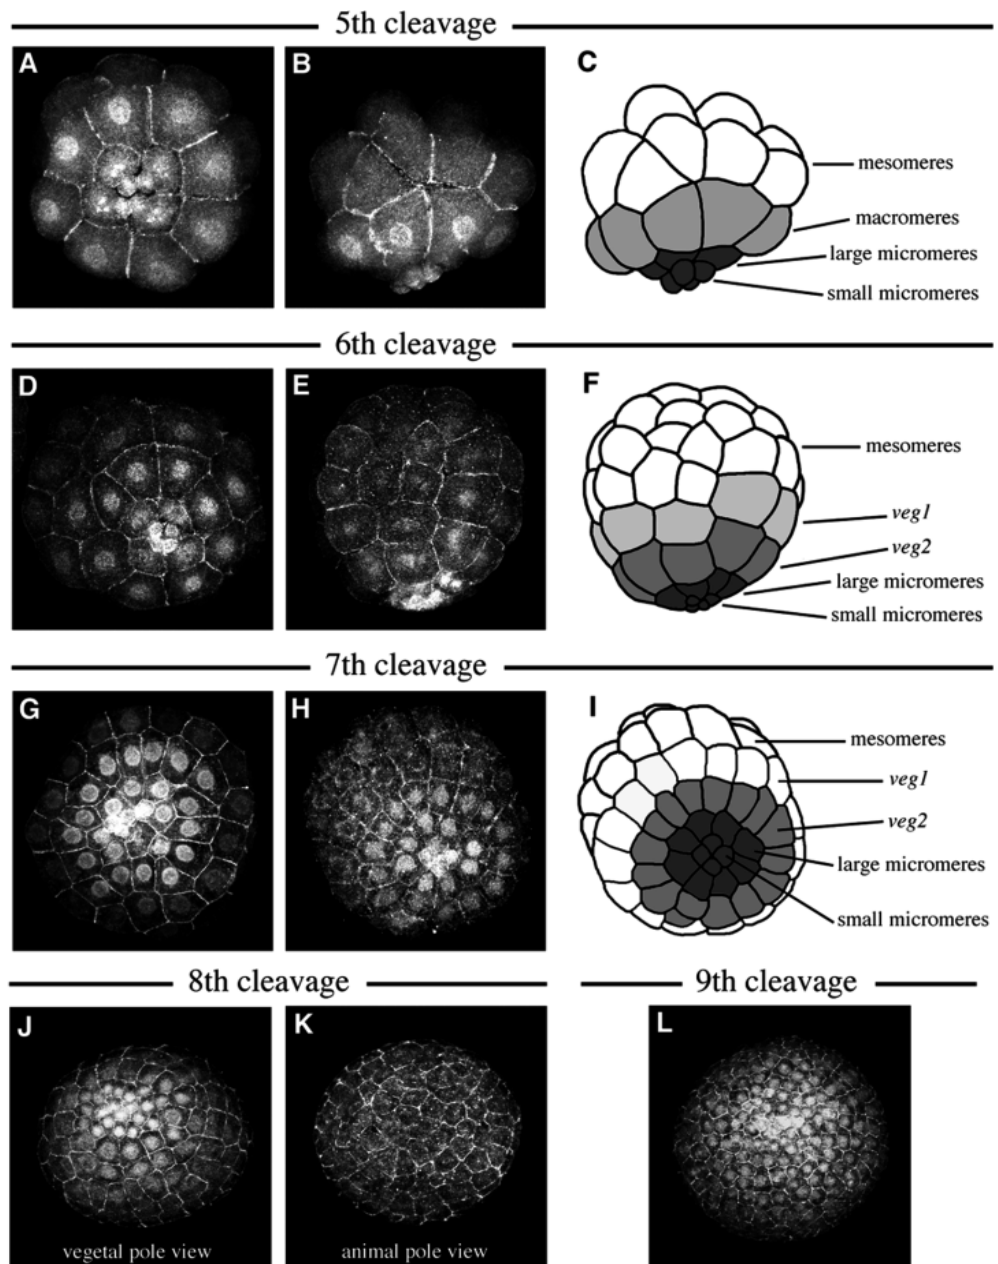 5th cleavage
A
B
C
mesomeres
macromeres
large micromeres
small micromeres
6th cleavage
D
E
F
mesomeres
veg1
veg2
large micromeres
small micromeres
7th cleavage
G
H
I
mesomeres
veg1
veg2
large micromeres
small micromeres
8th cleavage
9th cleavage
J
K
L
vegetal pole view
animal pole view